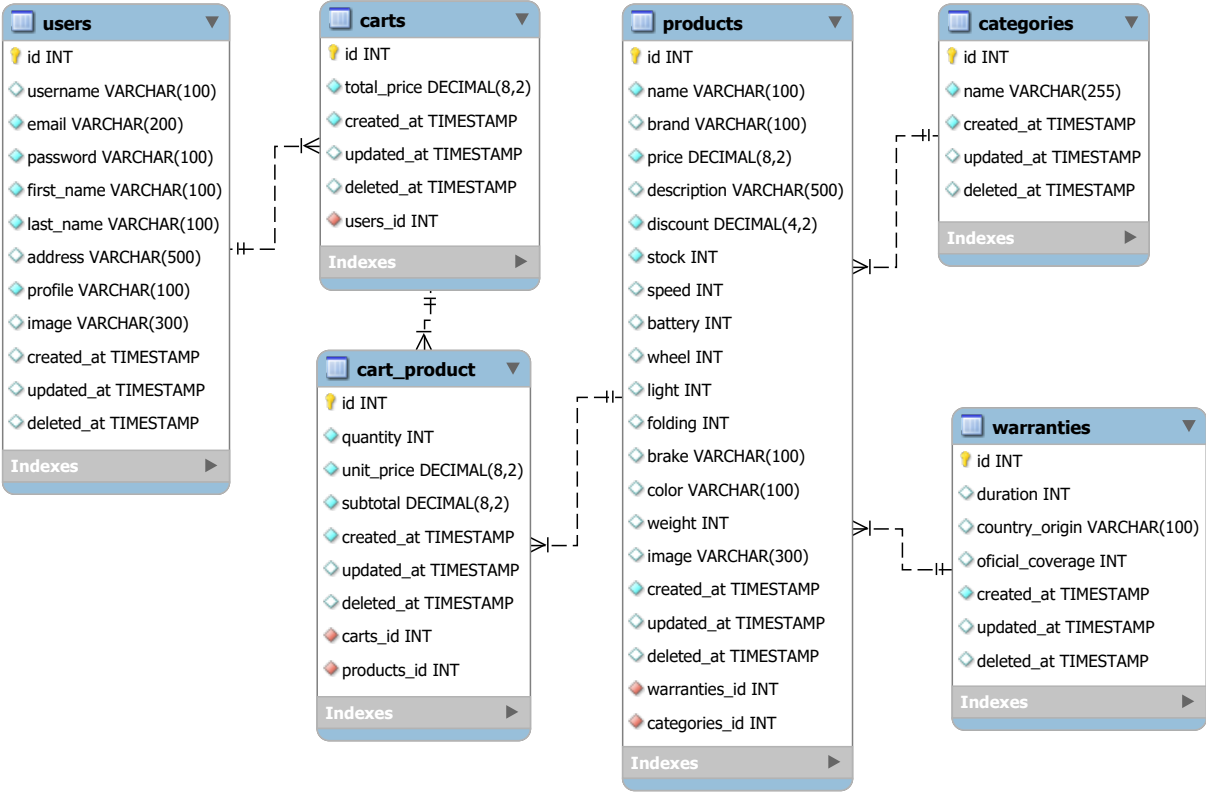 users
id INT
username VARCHAR(100)
email VARCHAR(200)
password VARCHAR(100)
first_name VARCHAR(100)
last_name VARCHAR(100)
address VARCHAR(500)
profile VARCHAR(100)
image VARCHAR(300)
created_at TIMESTAMP
updated_at TIMESTAMP
deleted_at TIMESTAMP
Indexes
carts
id INT
total_price DECIMAL(8,2)
created_at TIMESTAMP
updated_at TIMESTAMP
deleted_at TIMESTAMP
users_id INT
Indexes
cart_product
id INT
quantity INT
unit_price DECIMAL(8,2)
subtotal DECIMAL(8,2)
created_at TIMESTAMP
updated_at TIMESTAMP
deleted_at TIMESTAMP
carts_id INT
products_id INT
Indexes
products
id INT
name VARCHAR(100)
brand VARCHAR(100)
price DECIMAL(8,2)
description VARCHAR(500)
discount DECIMAL(4,2)
stock INT
speed INT
battery INT
wheel INT
light INT
folding INT
brake VARCHAR(100)
color VARCHAR(100)
weight INT
image VARCHAR(300)
created_at TIMESTAMP
updated_at TIMESTAMP
deleted_at TIMESTAMP
warranties_id INT
categories_id INT
Indexes
categories
id INT
name VARCHAR(255)
created_at TIMESTAMP
updated_at TIMESTAMP
deleted_at TIMESTAMP
Indexes
warranties
id INT
duration INT
country_origin VARCHAR(100)
oficial_coverage INT
created_at TIMESTAMP
updated_at TIMESTAMP
deleted_at TIMESTAMP
Indexes